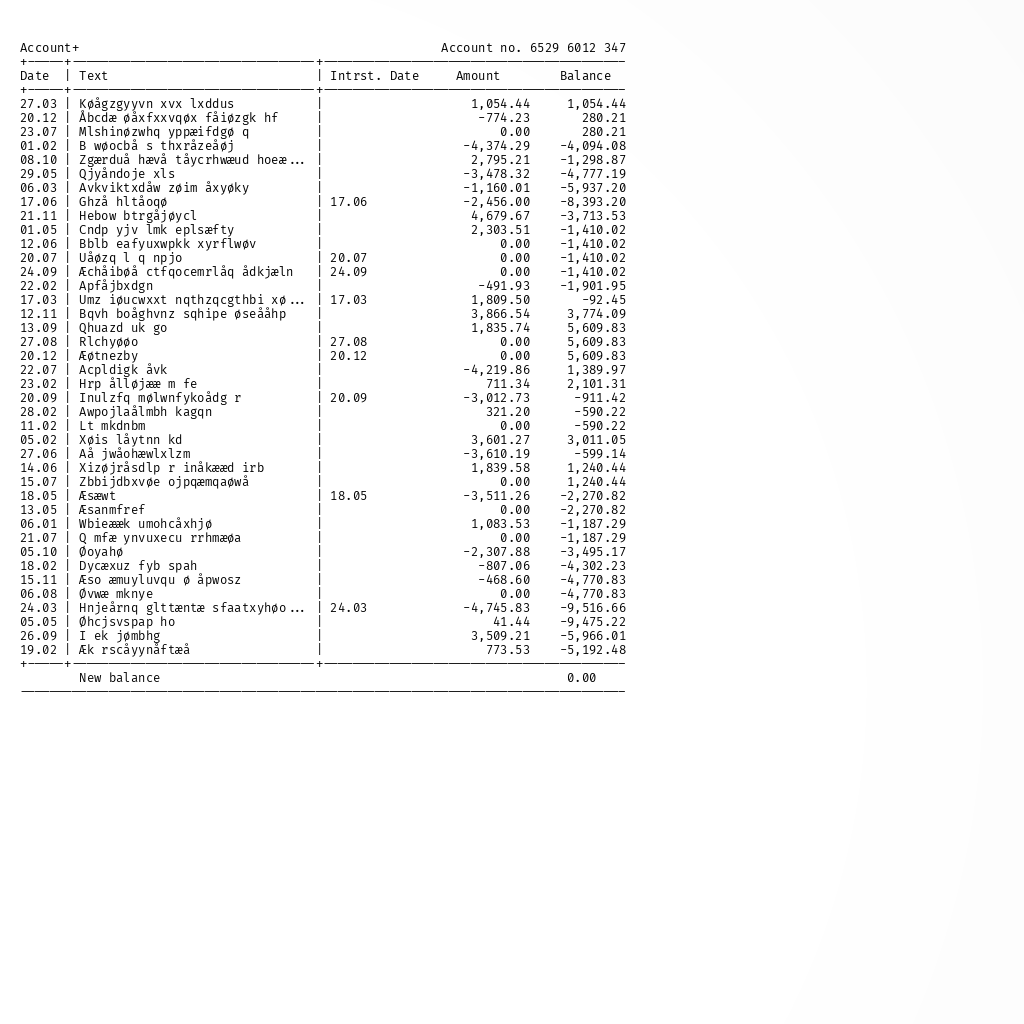 Account+ Account no. 6529 6012 347
Date | Text | Intrst. Date Amount Balance
27.03 | Køågzgyyvn xvx lxddus | 1,054.44 1,054.44
20.12 | Åbcdæ øåxfxxvqøx fåiøzgk hf | -774.23 280.21
23.07 | Mlshinøzwhq yppæifdgø q | 0.00 280.21
01.02 | B wøocbå s thxråzeåøj | -4,374.29 -4,094.08
08.10 | Zgærduå hævå tåycrhwæud hoeæ... | 2,795.21 -1,298.87
29.05 | Qjyåndoje xls | -3,478.32 -4,777.19
06.03 | Avkviktxdåw zøim åxyøky | -1,160.01 -5,937.20
17.06 | Ghzå hltåoqø | 17.06 -2,456.00 -8,393.20
21.11 | Hebow btrgåjøycl | 4,679.67 -3,713.53
01.05 | Cndp yjv lmk eplsæfty | 2,303.51 -1,410.02
12.06 | Bblb eafyuxwpkk xyrflwøv | 0.00 -1,410.02
20.07 | Uåøzq l q npjo | 20.07 0.00 -1,410.02
24.09 | Æchåibøå ctfqocemrlåq ådkjæln | 24.09 0.00 -1,410.02
22.02 | Apfåjbxdgn | -491.93 -1,901.95
17.03 | Umz iøucwxxt nqthzqcgthbi xø... | 17.03 1,809.50 -92.45
12.11 | Bqvh boåghvnz sqhipe øseååhp | 3,866.54 3,774.09
13.09 | Qhuazd uk go | 1,835.74 5,609.83
27.08 | Rlchyøøo | 27.08 0.00 5,609.83
20.12 | Æøtnezby | 20.12 0.00 5,609.83
22.07 | Acpldigk åvk | -4,219.86 1,389.97
23.02 | Hrp ålløjææ m fe | 711.34 2,101.31
20.09 | Inulzfq mølwnfykoådg r | 20.09 -3,012.73 -911.42
28.02 | Awpojlaålmbh kagqn | 321.20 -590.22
11.02 | Lt mkdnbm | 0.00 -590.22
05.02 | Xøis låytnn kd | 3,601.27 3,011.05
27.06 | Aå jwåohæwlxlzm | -3,610.19 -599.14
14.06 | Xizøjråsdlp r inåkææd irb | 1,839.58 1,240.44
15.07 | Zbbijdbxvøe ojpqæmqaøwå | 0.00 1,240.44
18.05 | Æsæwt | 18.05 -3,511.26 -2,270.82
13.05 | Æsanmfref | 0.00 -2,270.82
06.01 | Wbieææk umohcåxhjø | 1,083.53 -1,187.29
21.07 | Q mfæ ynvuxecu rrhmæøa | 0.00 -1,187.29
05.10 | Øoyahø | -2,307.88 -3,495.17
18.02 | Dycæxuz fyb spah | -807.06 -4,302.23
15.11 | Æso æmuyluvqu ø åpwosz | -468.60 -4,770.83
06.08 | Øvwæ mknye | 0.00 -4,770.83
24.03 | Hnjeårnq glttæntæ sfaatxyhøo... | 24.03 -4,745.83 -9,516.66
05.05 | Øhcjsvspap ho | 41.44 -9,475.22
26.09 | I ek jømbhg | 3,509.21 -5,966.01
19.02 | Æk rscåyynåftæå | 773.53 -5,192.48
New balance 0.00